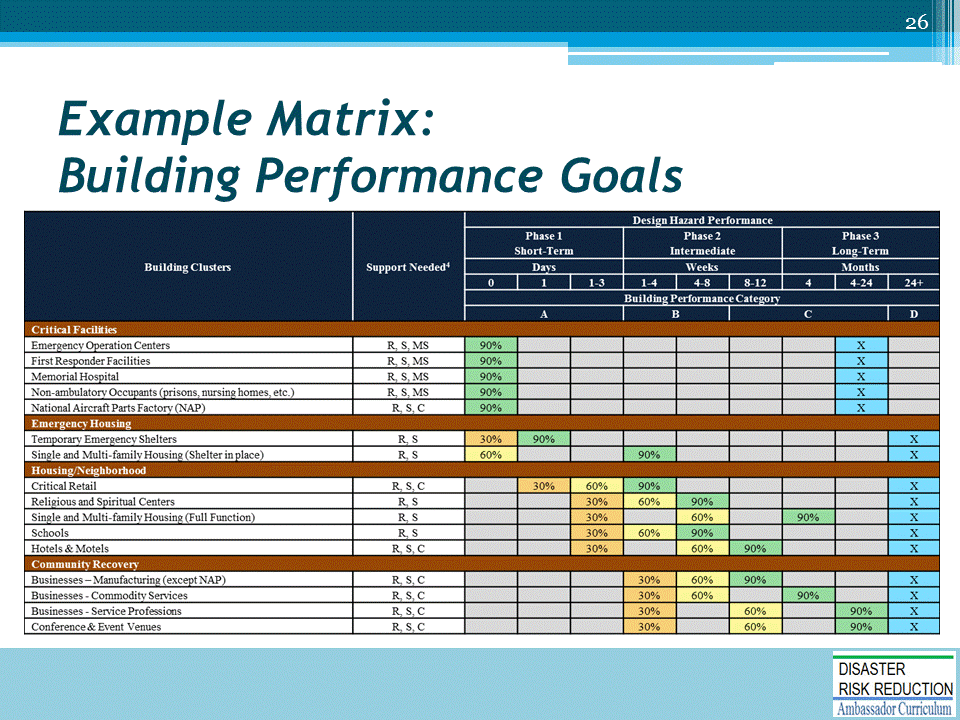 26
Example Matrix:
Building Performance Goals
Design Hazard Performance
Phase 1 Phase 2 Phase 3
Short-Term Intermediate Long-Term
Building Clusters Support Needed⁴ Days Weeks Months
0 1 1-3 1-4 4-8 8-12 4 4-24 24+
Building Performance Category
A B C D
Critical Facilities
Emergency Operation Centers R, S, MS 90% X
First Responder Facilities R, S, MS 90% X
Memorial Hospital R, S, MS 90% X
Non-ambulatory Occupants (prisons, nursing homes, etc.) R, S, MS 90% X
National Aircraft Parts Factory (NAP) R, S, C 90% X
Emergency Housing
Temporary Emergency Shelters R, S 30% 90% X
Single and Multi-family Housing (Shelter in place) R, S 60% 90% X
Housing/Neighborhood
Critical Retail R, S, C 30% 60% 90% X
Religious and Spiritual Centers R, S 30% 60% 90% X
Single and Multi-family Housing (Full Function) R, S 30% 60% 90% X
Schools R, S 30% 60% 90% X
Hotels & Motels R, S, C 30% 60% 90% X
Community Recovery
Businesses – Manufacturing (except NAP) R, S, C 30% 60% 90% X
Businesses - Commodity Services R, S, C 30% 60% 90% X
Businesses - Service Professions R, S, C 30% 60% 90% X
Conference & Event Venues R, S, C 30% 60% 90% X
DISASTER
RISK REDUCTION
Ambassador Curriculum